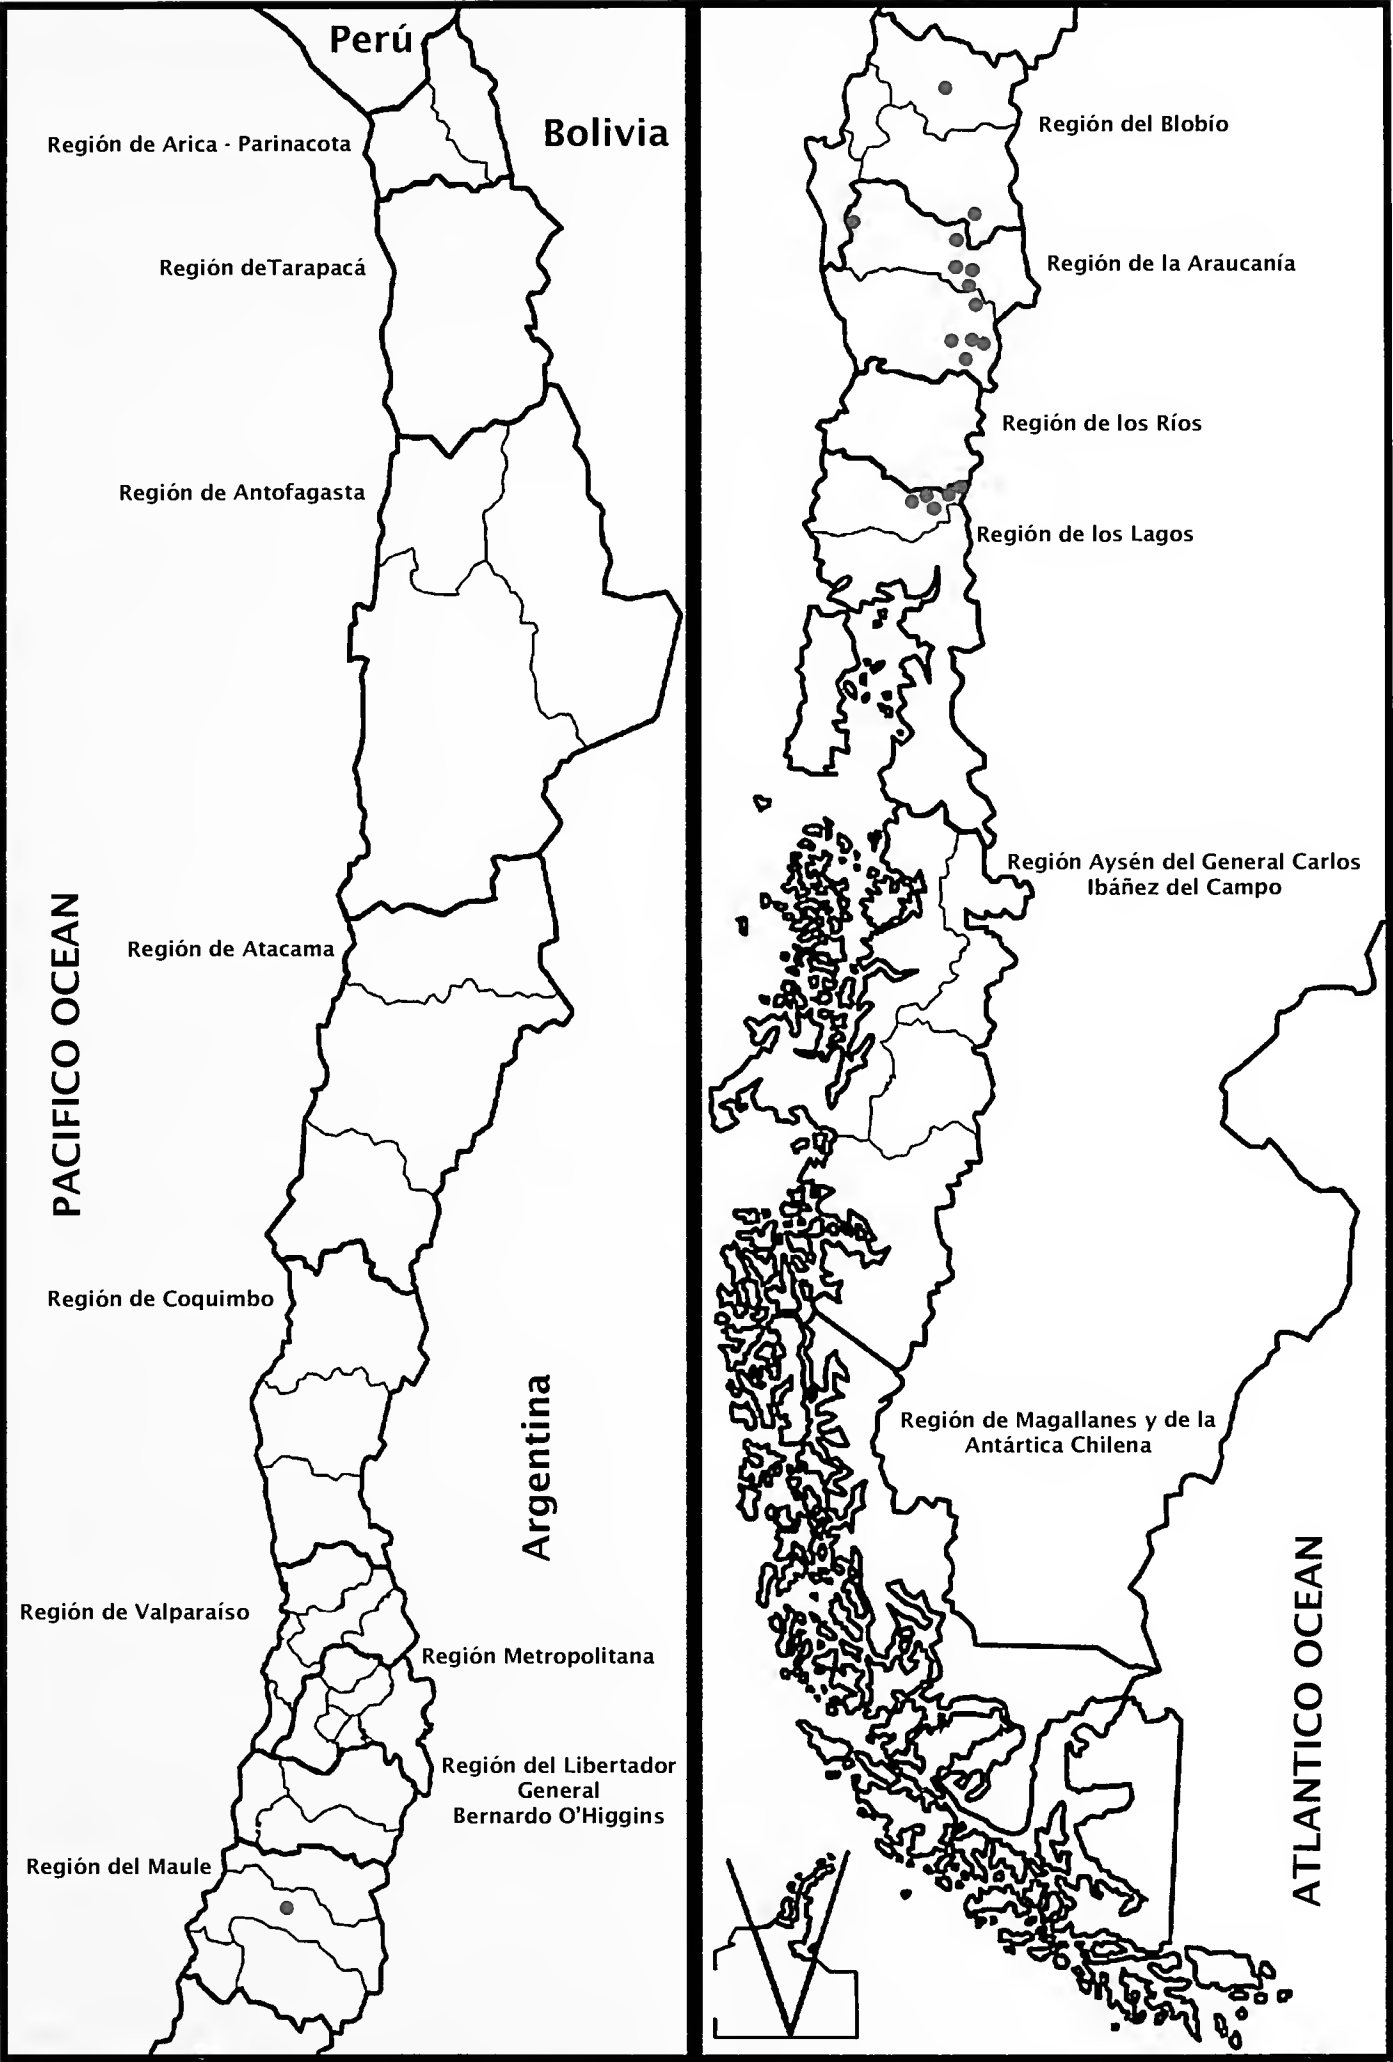 Perú
Bolivia
Región de Arica - Parinacota
Región deTarapacá
Región de Antofagasta
PACIFICO OCEAN
Región de Atacama
Región de Coquimbo
Argentina
Región de Valparaíso
Región Metropolitana
Región del Libertador
General
Bernardo O'Higgins
Región del Maule
Región del Blobío
Región de la Araucanía
Región de los Ríos
Región de los Lagos
Región Aysén del General Carlos
Ibáñez del Campo
Región de Magallanes y de la
Antártica Chilena
ATLANTICO OCEAN